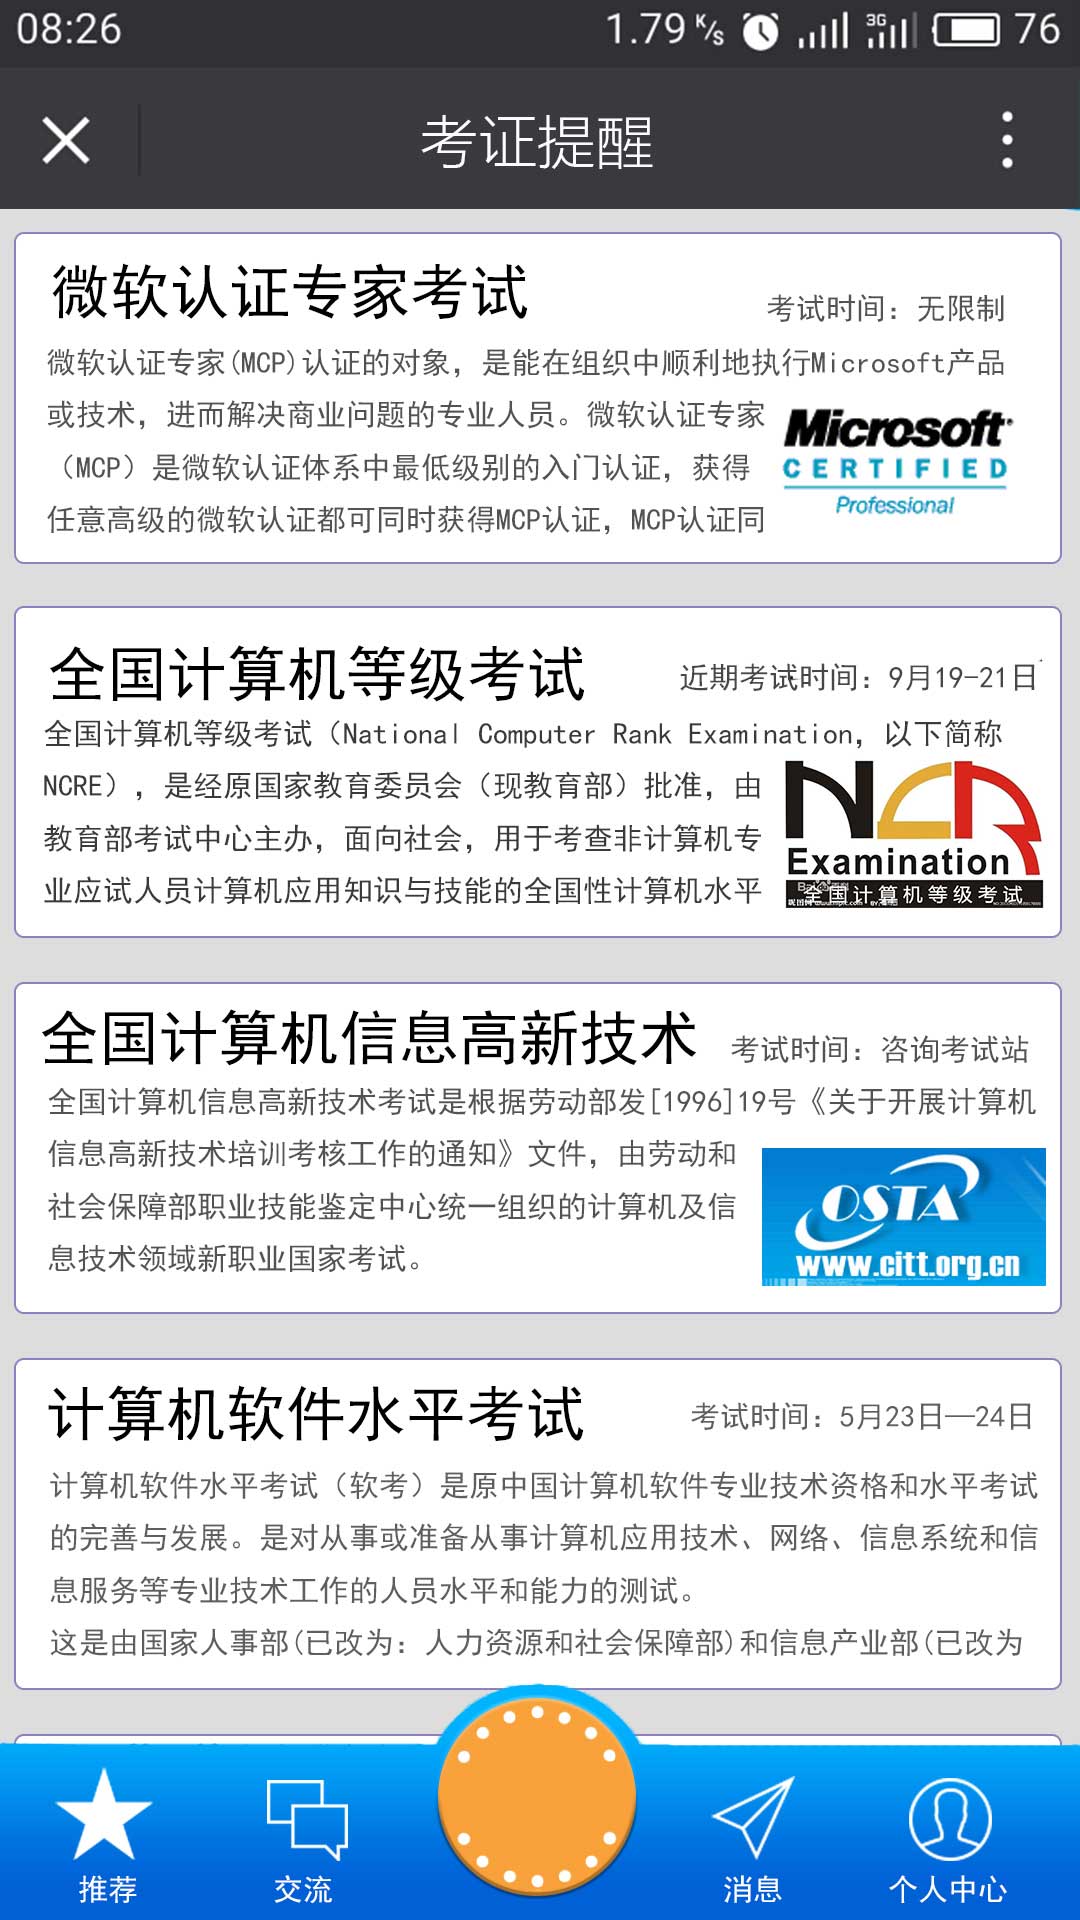 08:26 1.79 K/s 3G 76
考证提醒
微软认证专家考试
考试时间：无限制
微软认证专家(MCP)认证的对象，是能在组织中顺利地执行Microsoft产品
或技术，进而解决商业问题的专业人员。微软认证专家
（MCP）是微软认证体系中最低级别的入门认证，获得
任意高级的微软认证都可同时获得MCP认证，MCP认证同
Microsoft
CERTIFIED
Professional
全国计算机等级考试
近期考试时间：9月19-21日
全国计算机等级考试（National Computer Rank Examination，以下简称
NCRE），是经原国家教育委员会（现教育部）批准，由
教育部考试中心主办，面向社会，用于考查非计算机专
业应试人员计算机应用知识与技能的全国性计算机水平
NCR
Examination
全国计算机等级考试
全国计算机信息高新技术
考试时间：咨询考试站
全国计算机信息高新技术考试是根据劳动部发[1996]19号《关于开展计算机
信息高新技术培训考核工作的通知》文件，由劳动和
社会保障部职业技能鉴定中心统一组织的计算机及信
息技术领域新职业国家考试。
OSTA
www.citt.org.cn
计算机软件水平考试
考试时间：5月23日—24日
计算机软件水平考试（软考）是原中国计算机软件专业技术资格和水平考试
的完善与发展。是对从事或准备从事计算机应用技术、网络、信息系统和信
息服务等专业技术工作的人员水平和能力的测试。
这是由国家人事部(已改为：人力资源和社会保障部)和信息产业部(已改为
推荐
交流
消息
个人中心